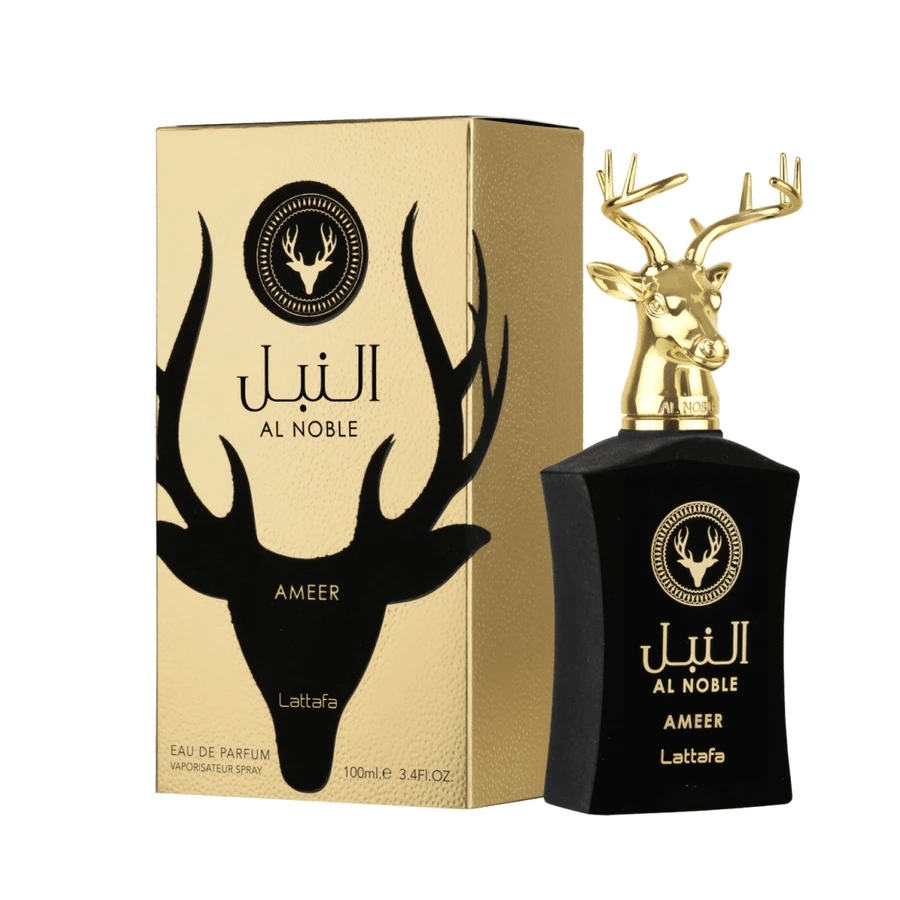 النبل
AL NOBLE
AMEER
Lattafa
EAU DE PARFUM
VAPORISATEUR SPRAY
100ml.e 3.4FL.OZ.
AL NOBLE
النبل
AL NOBLE
AMEER
Lattafa